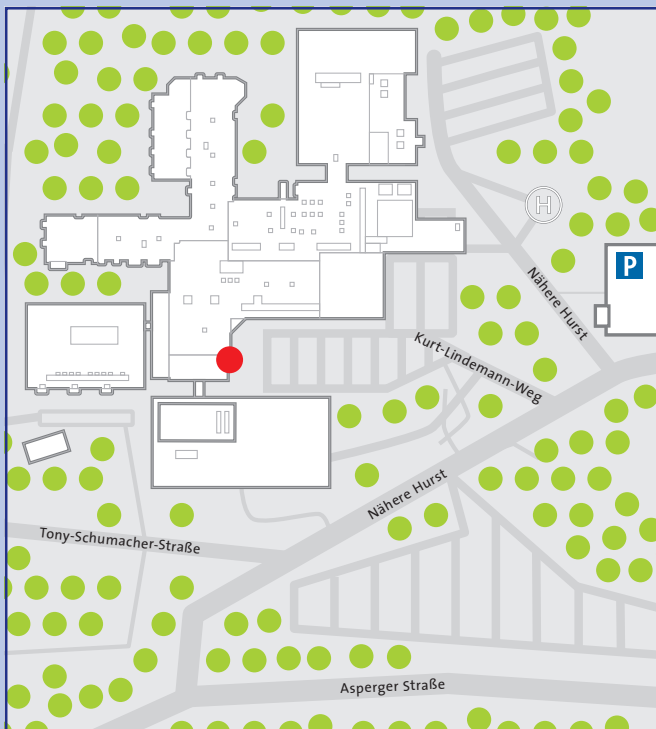 H
P
Nähere Hurst
Kurt-Lindemann-Weg
Nähere Hurst
Tony-Schumacher-Straße
Asperger Straße